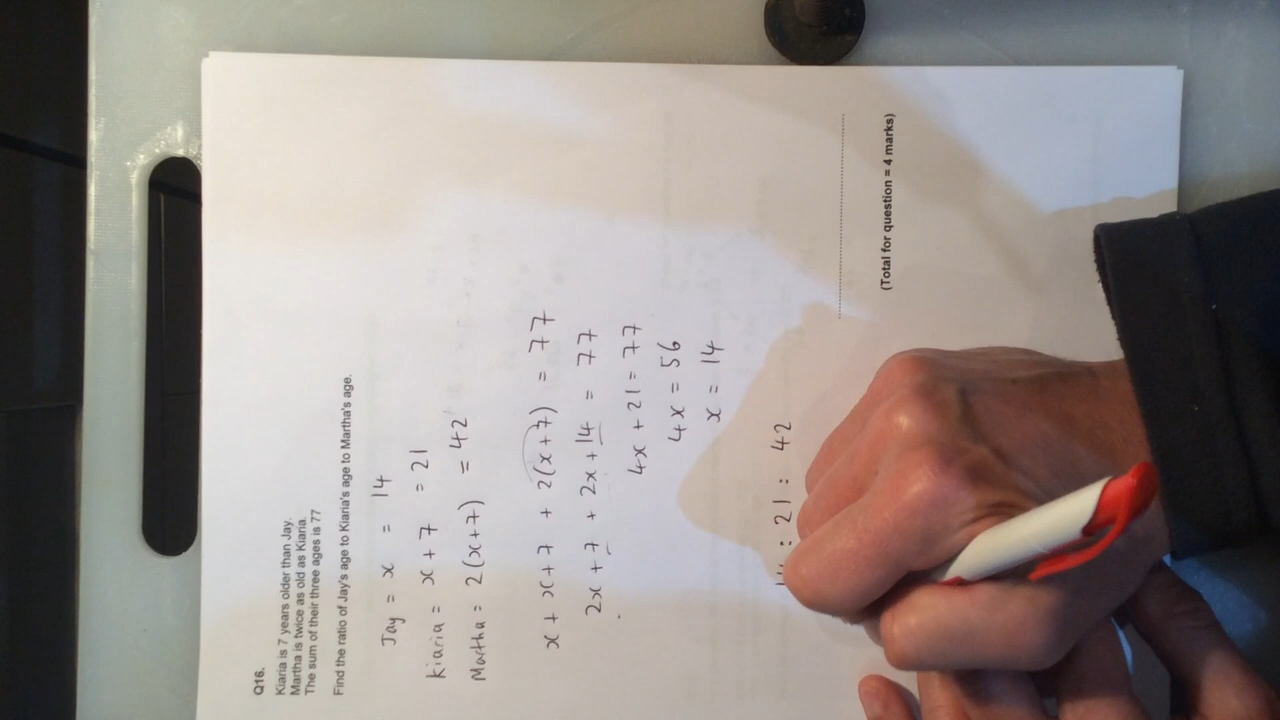 Q16.
Kiaria is 7 years older than Jay.
Martha is twice as old as Kiaria.
The sum of their three ages is 77
Find the ratio of Jay's age to Kiaria's age to Martha's age.
Jay = x = 14
Kiaria = x + 7 = 21
Martha = 2(x+7) = 42
x + x+7 + 2(x+7) = 77
2x + 7 + 2x + 14 = 77
4x + 21 = 77
4x = 56
x = 14
: 21 : 42
(Total for question = 4 marks)